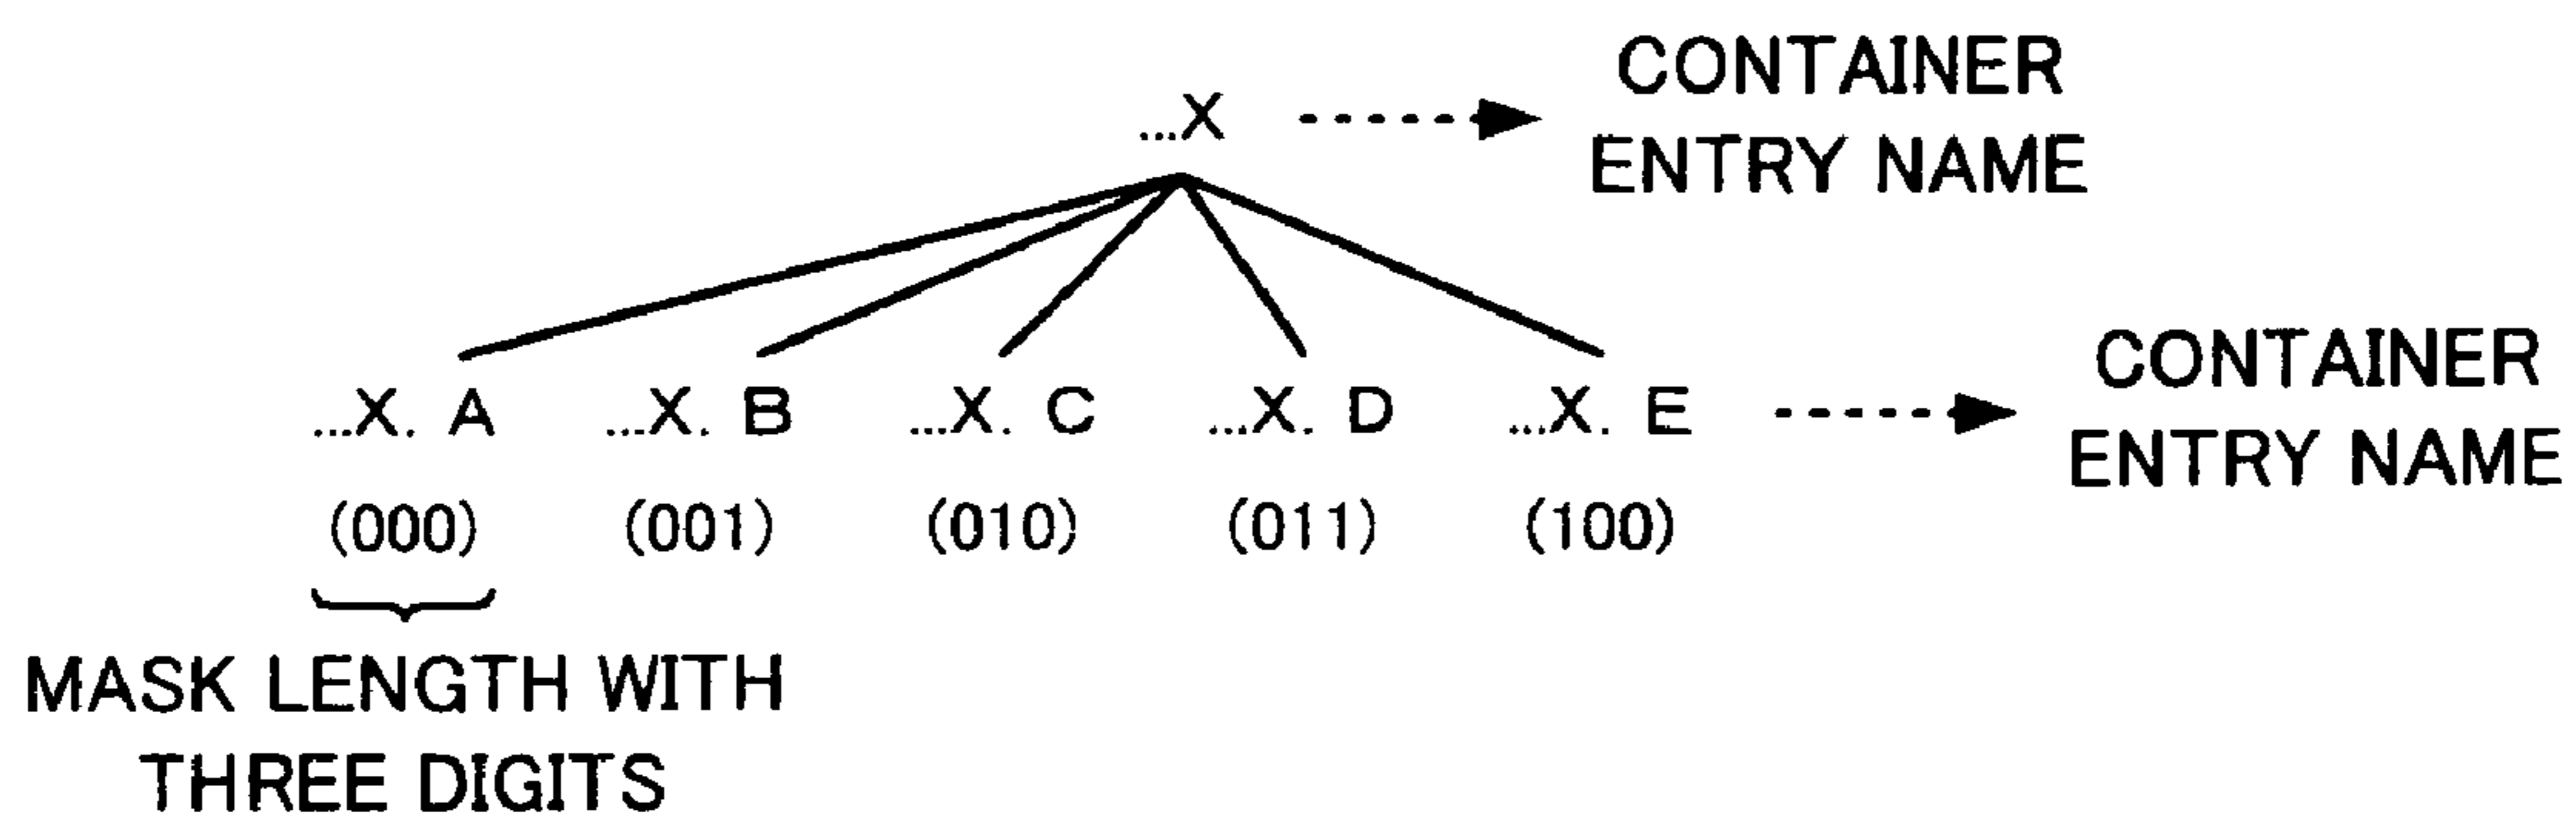 ...X
CONTAINER
ENTRY NAME
...X. A
...X. B
...X. C
...X. D
...X. E
CONTAINER
ENTRY NAME
(000)
(001)
(010)
(011)
(100)
MASK LENGTH WITH
THREE DIGITS